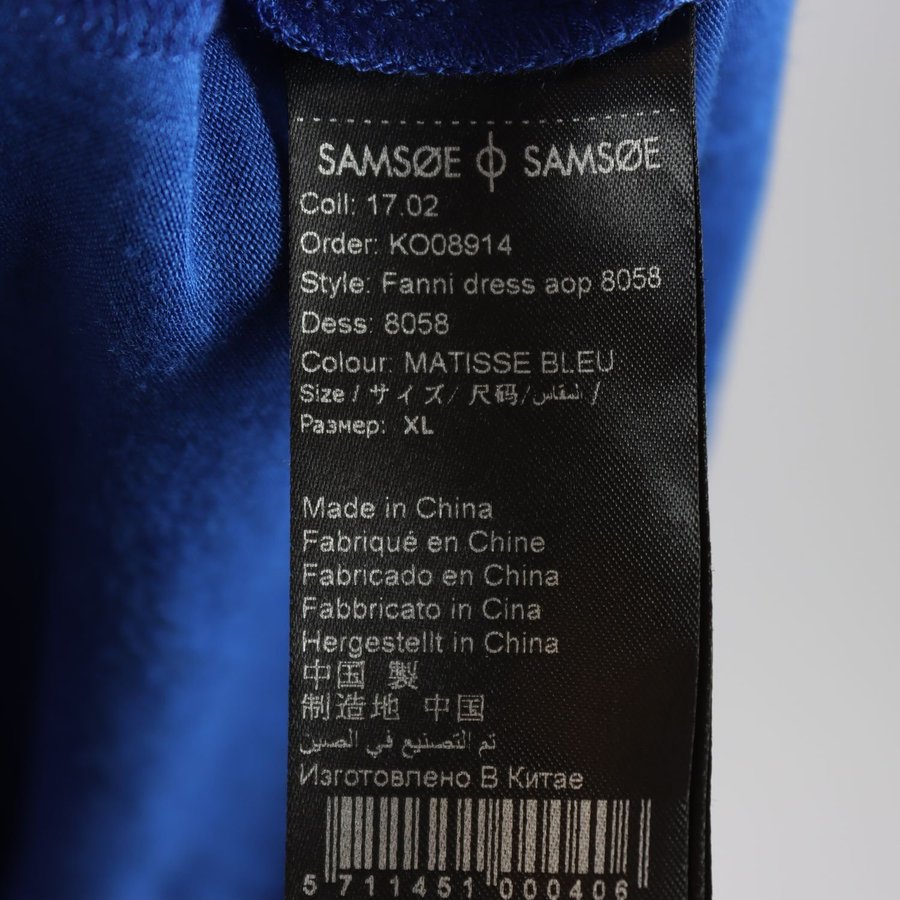 SAMSØE ϕ SAMSØE
Coll: 17.02
Order: KO08914
Style: Fanni dress aop 8058
Dess: 8058
Colour: MATISSE BLEU
Size / サイズ/ 尺码/المقاس /
Размер: XL
Made in China
Fabriqué en Chine
Fabricado en China
Fabbricato in Cina
Hergestellt in China
中国 製
制造地 中国
تم التصنيع في الصين
Изготовлено В Китае
5 711451 000406